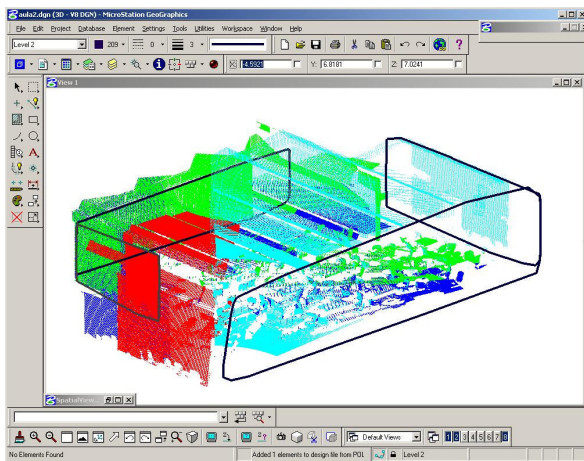 aula2.dgn (3D - V8 DGN) - MicroStation GeoGraphics
File Edit Project Database Element Settings Tools Utilities Workspace Window Help
Level 2 209 0 3
X: -4.5921 Y: 6.8181 Z: 7.0241
View 1
SpatialView...
Default Views 1 2 3 4 5 6 7 8
No Elements Found Added 1 elements to design file from POL Level 2